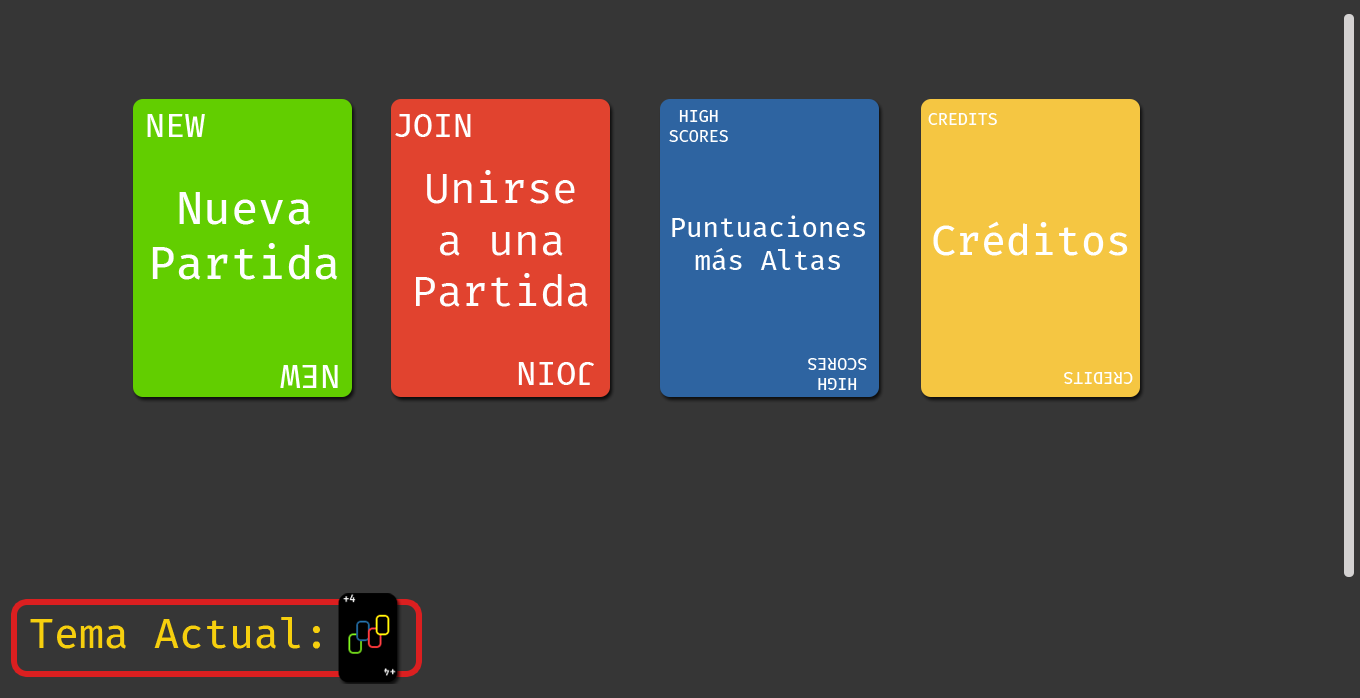 NEW
Nueva
Partida
NEW
JOIN
Unirse
a una
Partida
JOIN
HIGH
SCORES
Puntuaciones
más Altas
HIGH
SCORES
CREDITS
Créditos
CREDITS
Tema Actual:
+4
+4